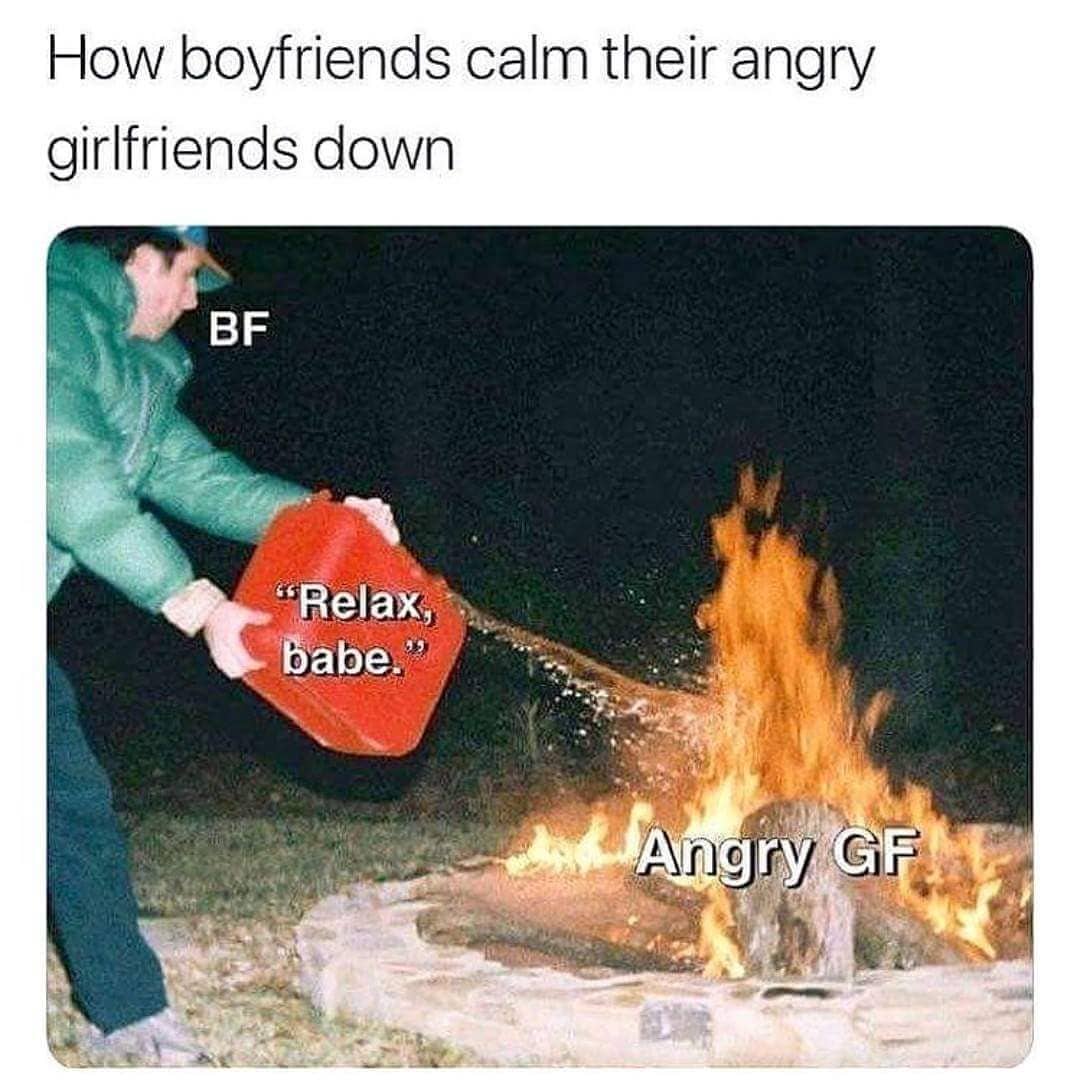 How boyfriends calm their angry
girlfriends down
BF
“Relax,
babe.”
Angry GF